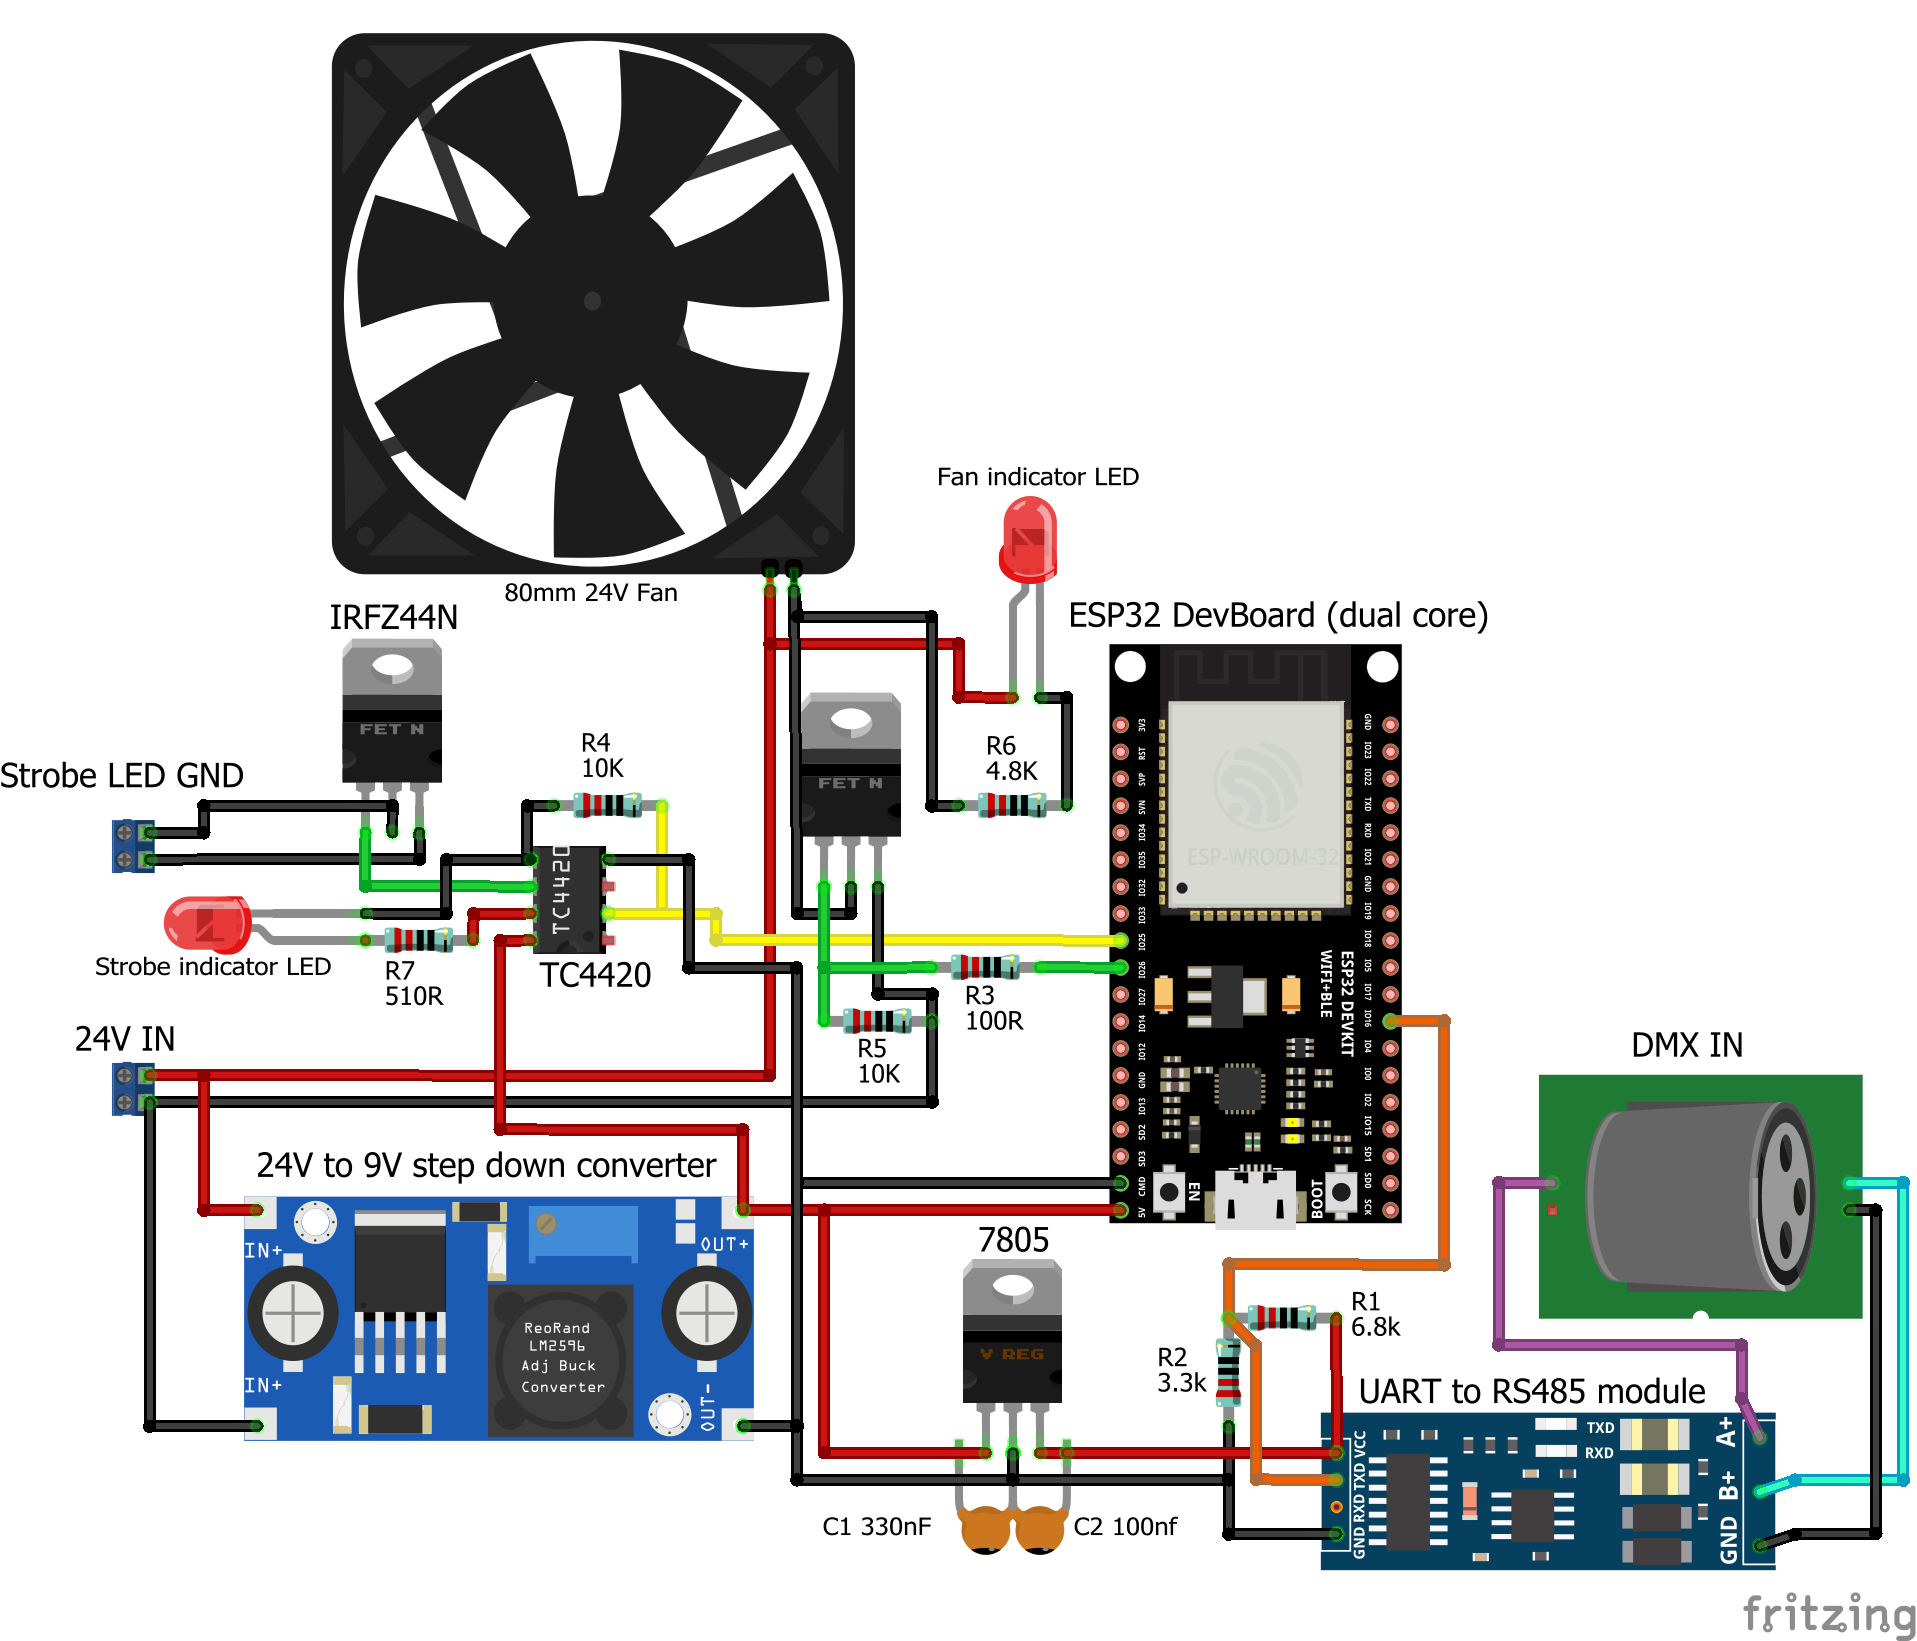 Fan indicator LED
80mm 24V Fan
IRFZ44N
ESP32 DevBoard (dual core)
FET N
FET N
R4
10K
R6
4.8K
Strobe LED GND
TC4420
TC4420
Strobe indicator LED
R7
510R
R3
100R
R5
10K
24V IN
24V to 9V step down converter
IN+
IN+
OUT+
OUT-
ReoRand
LM2596
Adj Buck
Converter
3V3
RST
SVP
SVN
IO34
IO35
IO32
IO33
IO25
IO26
IO27
IO14
IO12
GND
IO13
SD2
SD3
CMD
5V
GND
IO23
IO22
TXD
RXD
IO21
GND
IO19
IO18
IO5
IO17
IO16
IO4
IO0
IO2
IO15
SD1
SD0
SCK
ESP-WROOM-32
ESP32 DEVKIT
WIFI+BLE
EN
BOOT
7805
V REG
C1 330nF
C2 100nf
R1
6.8k
R2
3.3k
DMX IN
UART to RS485 module
VCC
TXD
RXD
GND
TXD
RXD
A+
B+
GND
fritzing